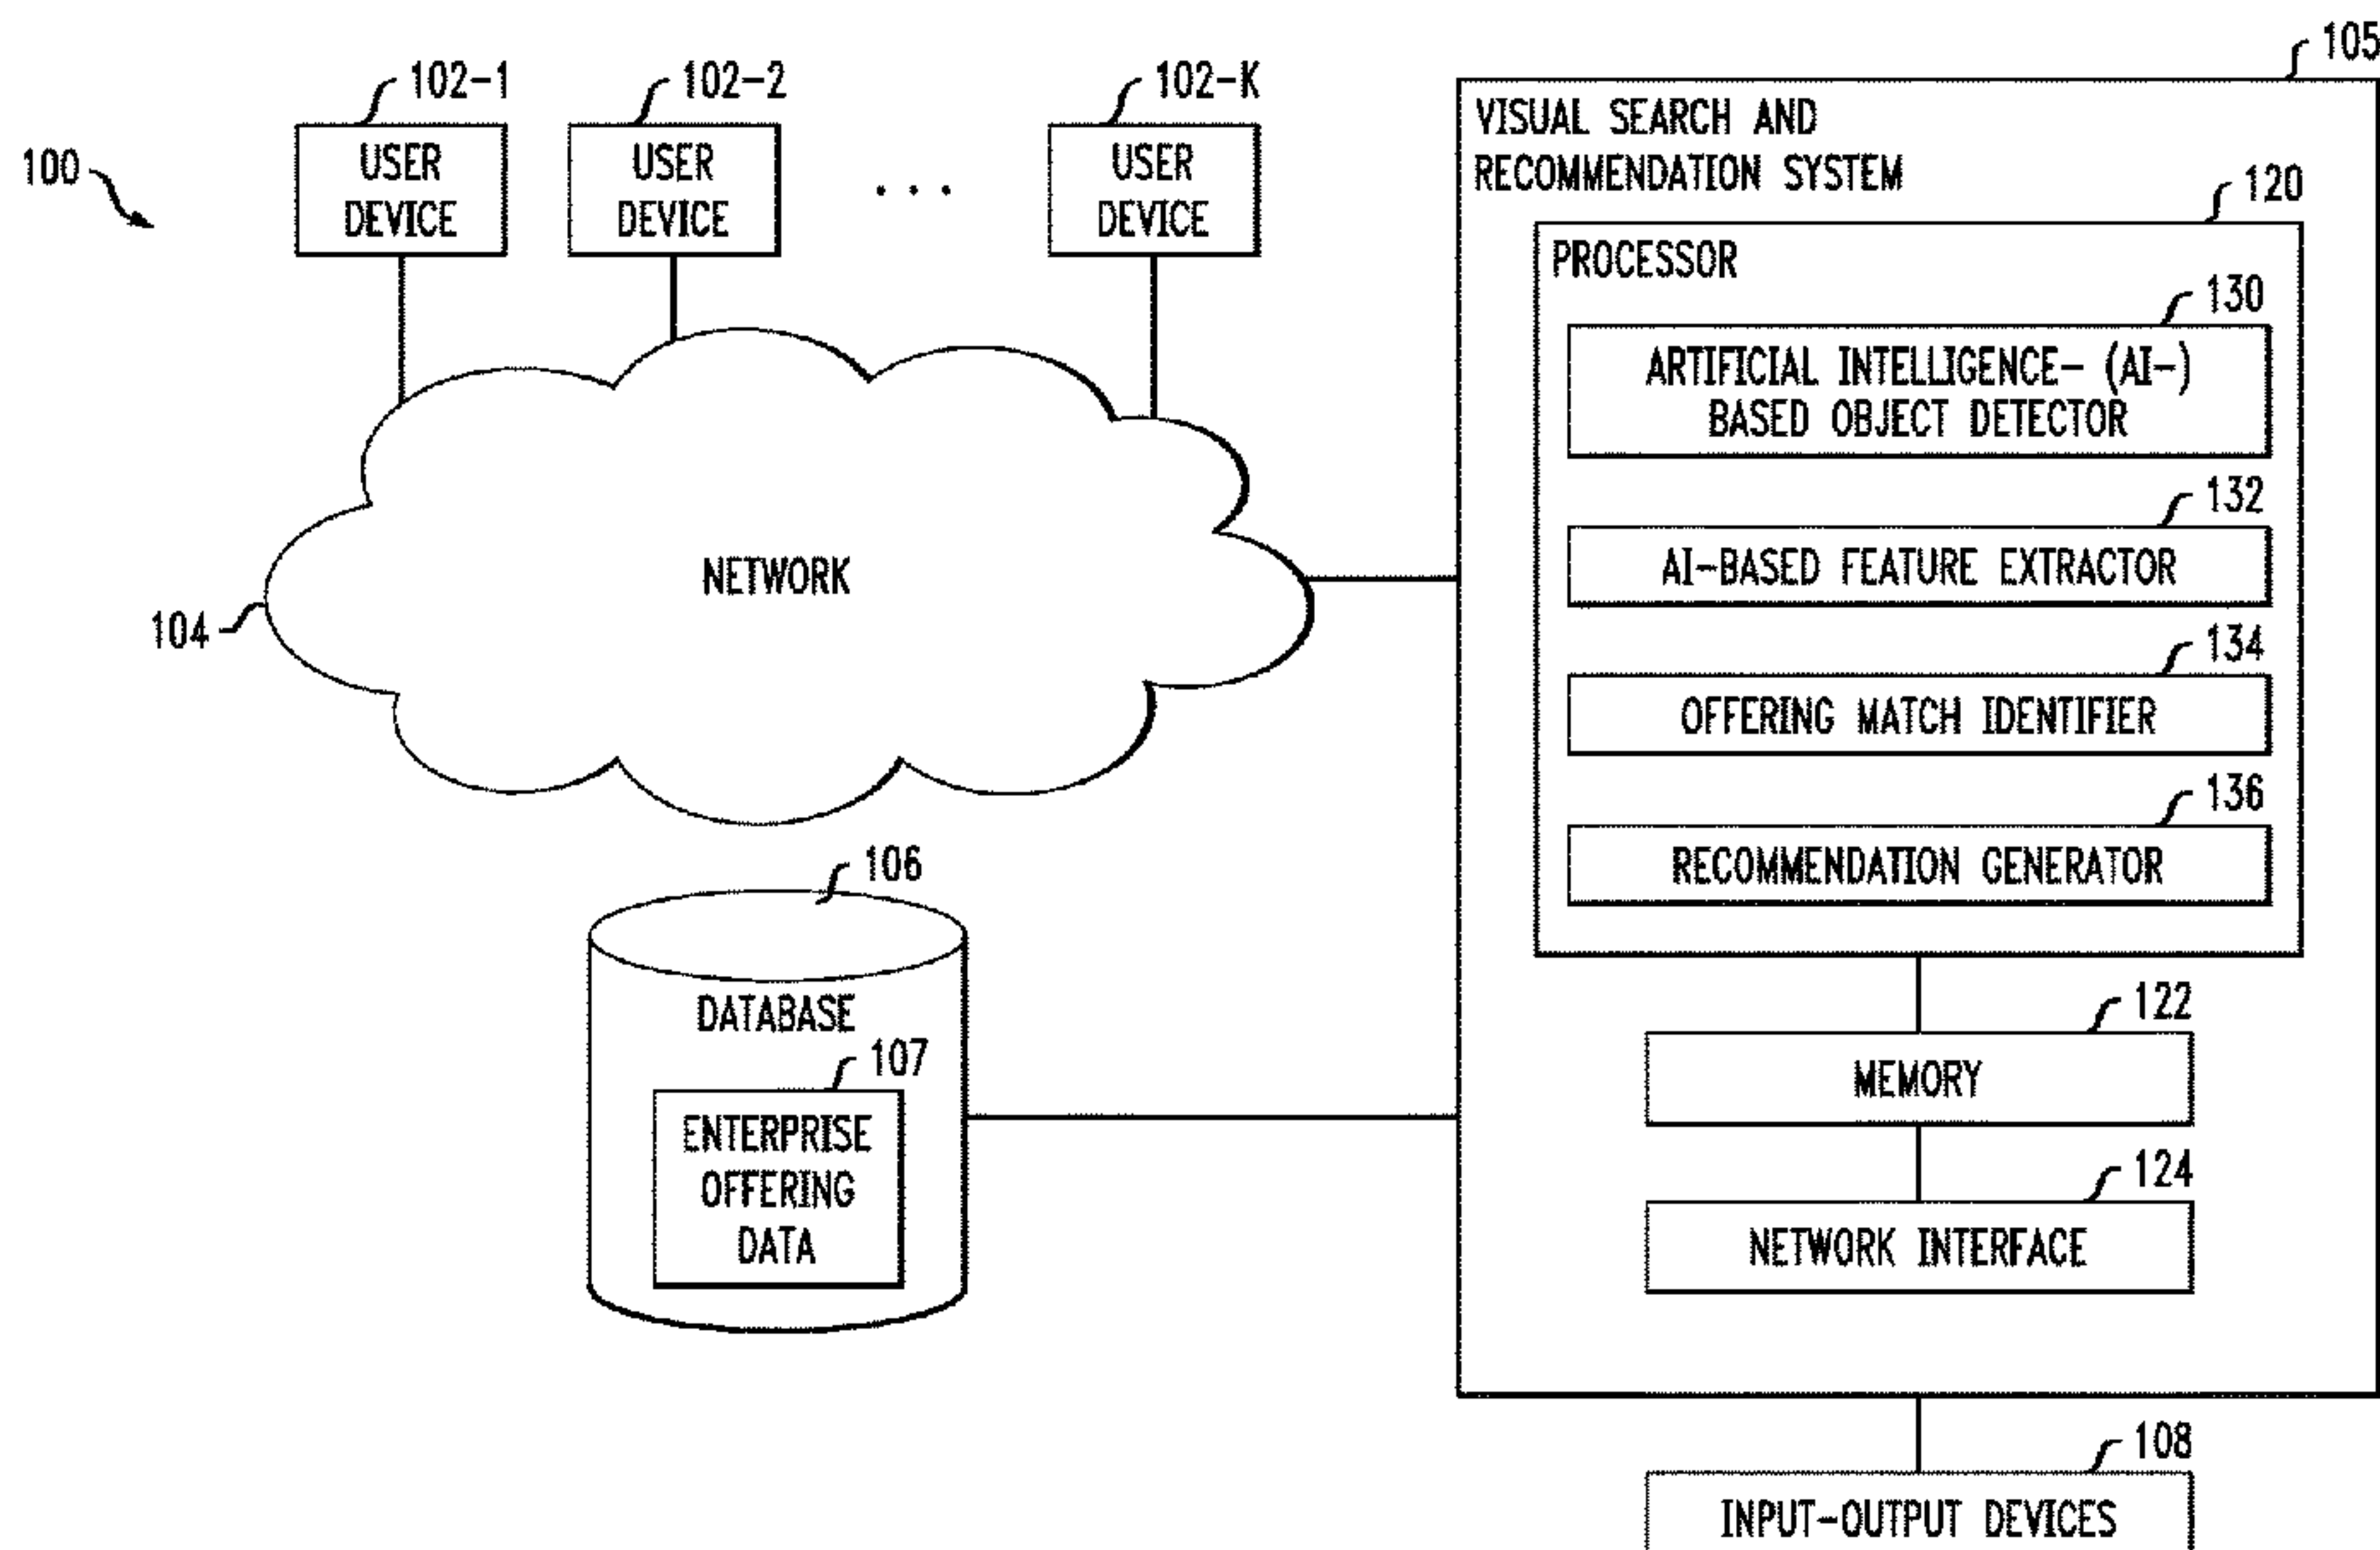 105
102-1
102-2
102-K
100
USER
DEVICE
USER
DEVICE
. . .
USER
DEVICE
VISUAL SEARCH AND
RECOMMENDATION SYSTEM
120
PROCESSOR
130
ARTIFICIAL INTELLIGENCE- (AI-)
BASED OBJECT DETECTOR
132
AI-BASED FEATURE EXTRACTOR
NETWORK
104
134
OFFERING MATCH IDENTIFIER
136
RECOMMENDATION GENERATOR
106
DATABASE
107
ENTERPRISE
OFFERING
DATA
122
MEMORY
124
NETWORK INTERFACE
108
INPUT-OUTPUT DEVICES